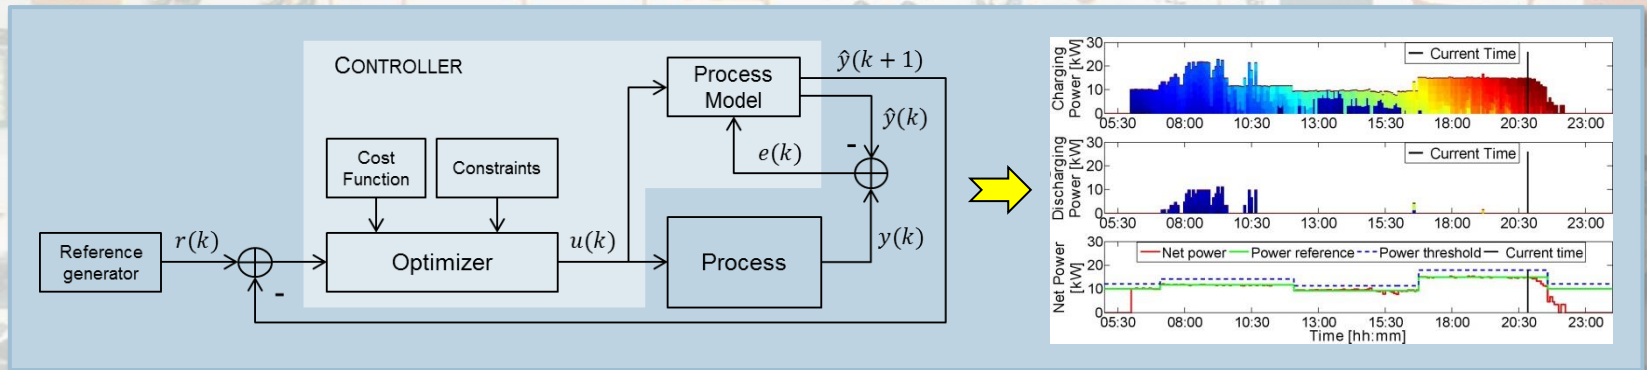 CONTROLLER
Process
Model
ŷ(k + 1)
ŷ(k)
-
e(k)
Cost
Function
Constraints
Reference
generator
r(k)
-
Optimizer
u(k)
Process
y(k)
Charging
Power [kW]
30
20
10
0
Current Time
05:30 08:00 10:30 13:00 15:30 18:00 20:30 23:00
Discharging
Power [kW]
30
20
10
0
Current Time
05:30 08:00 10:30 13:00 15:30 18:00 20:30 23:00
Net Power
[kW]
30
20
10
0
Net power Power reference Power threshold Current time
05:30 08:00 10:30 13:00 15:30 18:00 20:30 23:00
Time [hh:mm]